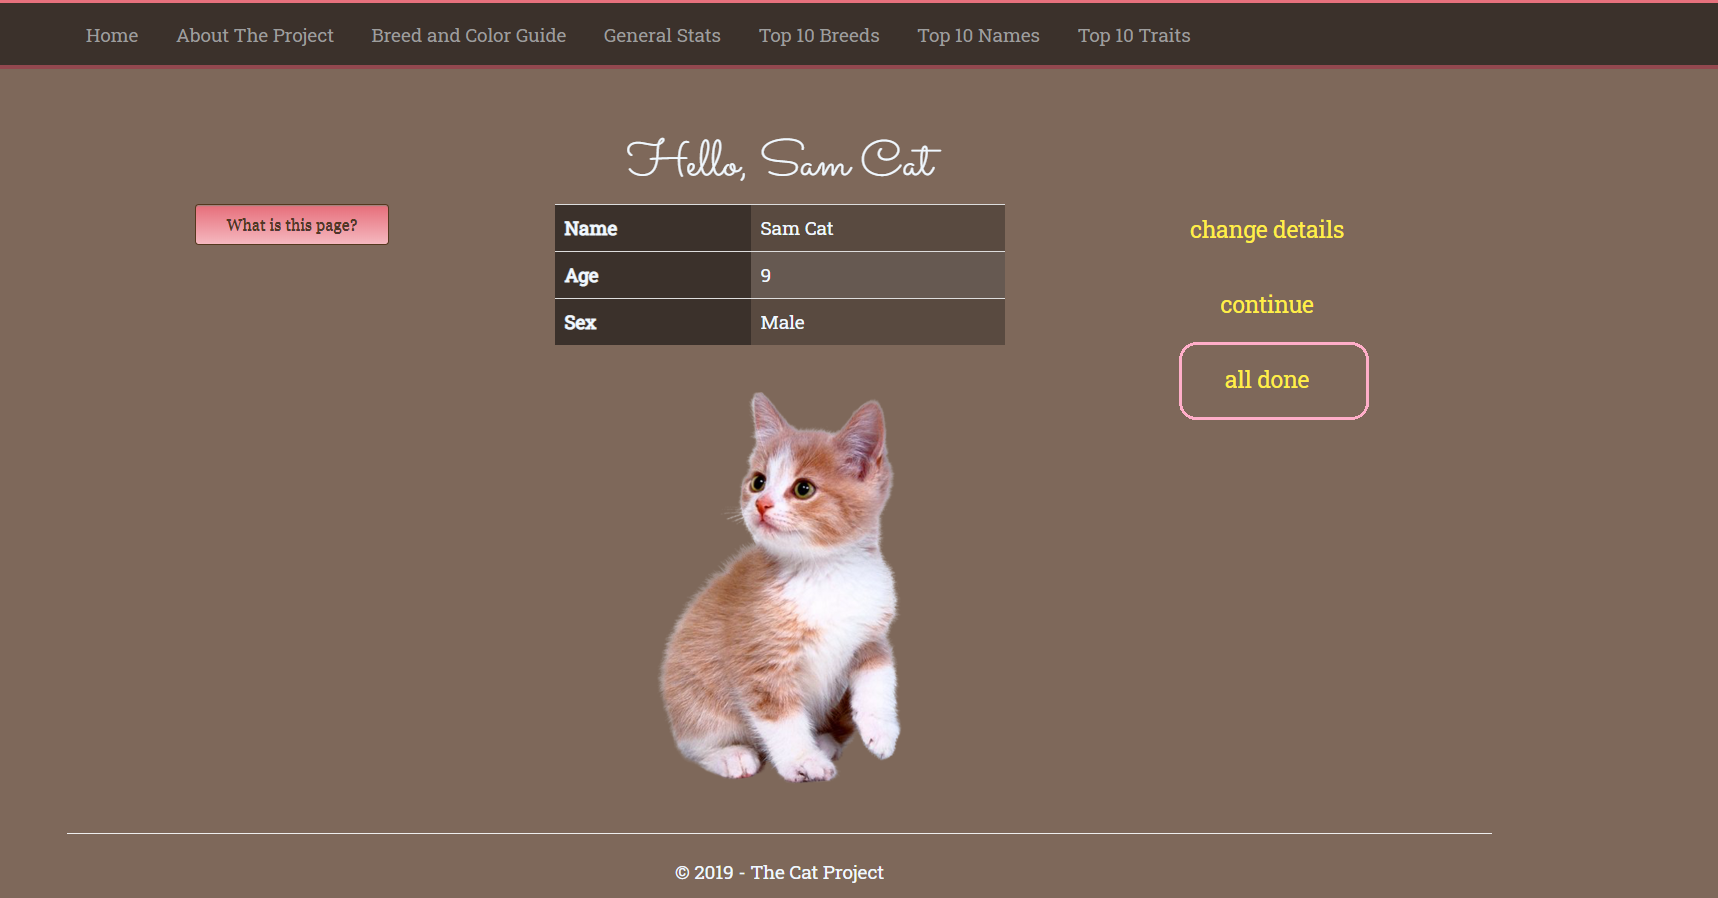 Home About The Project Breed and Color Guide General Stats Top 10 Breeds Top 10 Names Top 10 Traits
Hello, Sam Cat
What is this page?
Name Sam Cat
Age 9
Sex Male
change details
continue
all done
© 2019 - The Cat Project